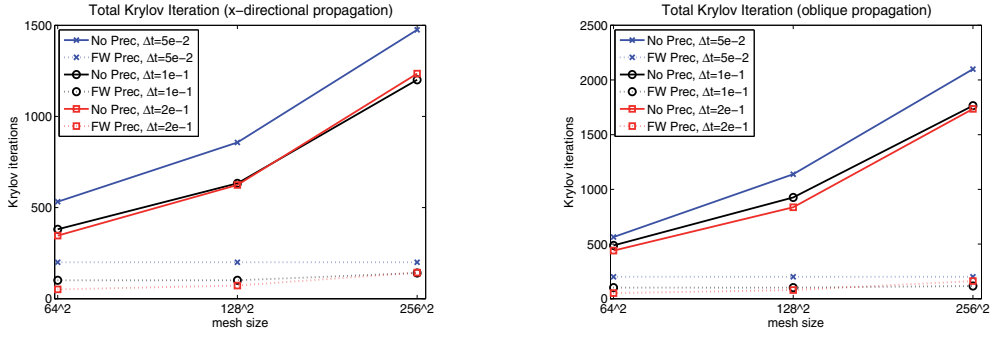 Total Krylov Iteration (x-directional propagation)
1500
1000
500
0
Krylov iterations
No Prec, Δt=5e−2
FW Prec, Δt=5e−2
No Prec, Δt=1e−1
FW Prec, Δt=1e−1
No Prec, Δt=2e−1
FW Prec, Δt=2e−1
64^2
128^2
256^2
mesh size
Total Krylov Iteration (oblique propagation)
2500
2000
1500
1000
500
0
Krylov iterations
No Prec, Δt=5e−2
FW Prec, Δt=5e−2
No Prec, Δt=1e−1
FW Prec, Δt=1e−1
No Prec, Δt=2e−1
FW Prec, Δt=2e−1
64^2
128^2
256^2
mesh size